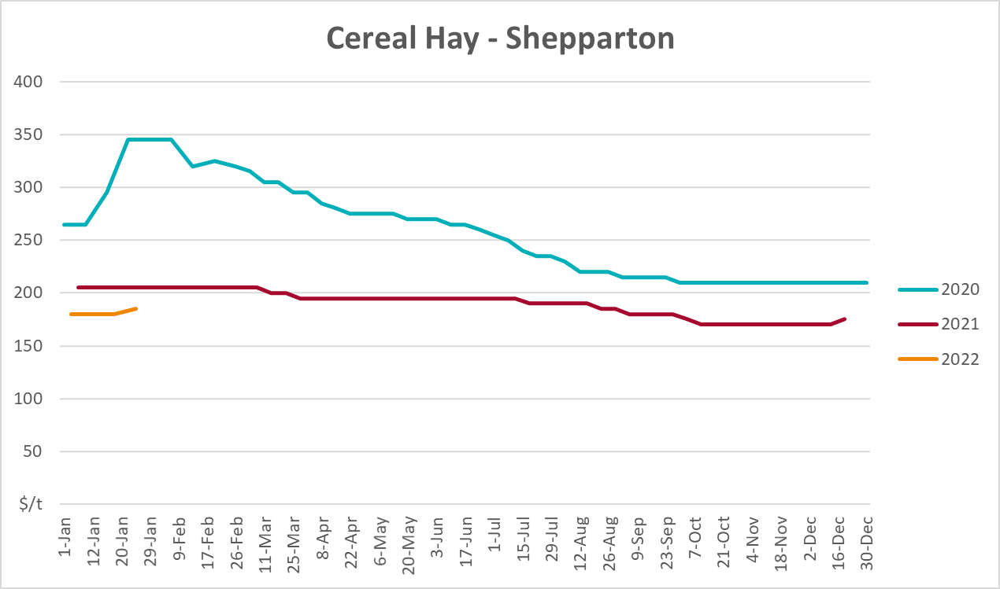 Cereal Hay - Shepparton
400
350
300
250
200
150
100
50
$/t
1-Jan
12-Jan
20-Jan
29-Jan
9-Feb
17-Feb
26-Feb
11-Mar
25-Mar
8-Apr
22-Apr
6-May
20-May
3-Jun
17-Jun
1-Jul
15-Jul
29-Jul
12-Aug
26-Aug
9-Sep
23-Sep
7-Oct
21-Oct
4-Nov
18-Nov
2-Dec
16-Dec
30-Dec
2020
2021
2022